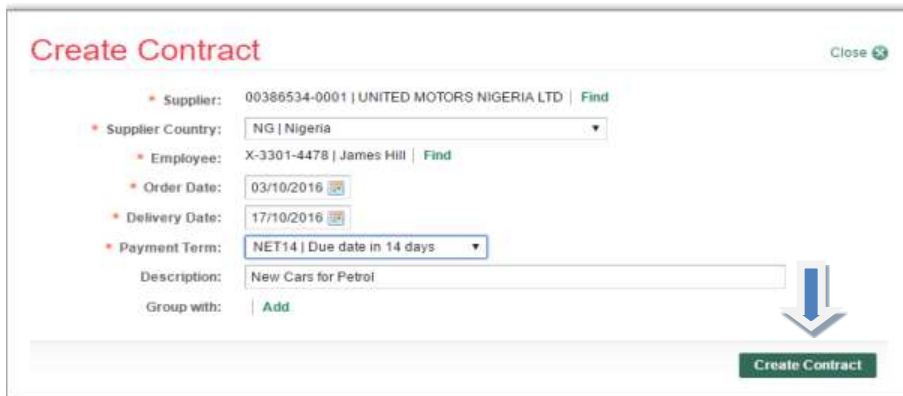 Create Contract
Close
* Supplier: 00386534-0001 | UNITED MOTORS NIGERIA LTD | Find
* Supplier Country: NG | Nigeria
* Employee: X-3301-4478 | James Hill | Find
* Order Date: 03/10/2016
* Delivery Date: 17/10/2016
* Payment Term: NET14 | Due date in 14 days
Description: New Cars for Petrol
Group with: | Add
Create Contract